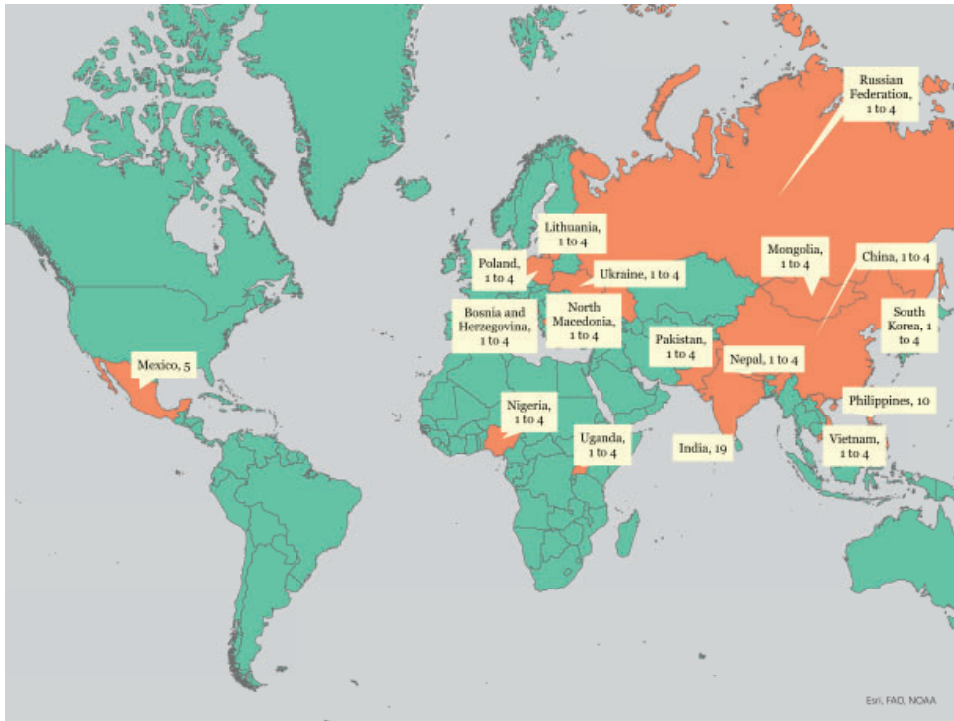 Russian
Federation,
1 to 4
Lithuania,
1 to 4
Mongolia,
1 to 4
China, 1 to 4
Poland,
1 to 4
Ukraine, 1 to 4
Bosnia and
Herzegovina,
1 to 4
North
Macedonia,
1 to 4
South
Korea, 1
to 4
Pakistan,
1 to 4
Nepal, 1 to 4
Mexico, 5
Philippines, 10
Nigeria,
1 to 4
Uganda,
1 to 4
India, 19
Vietnam,
1 to 4
Esri, FAO, NOAA